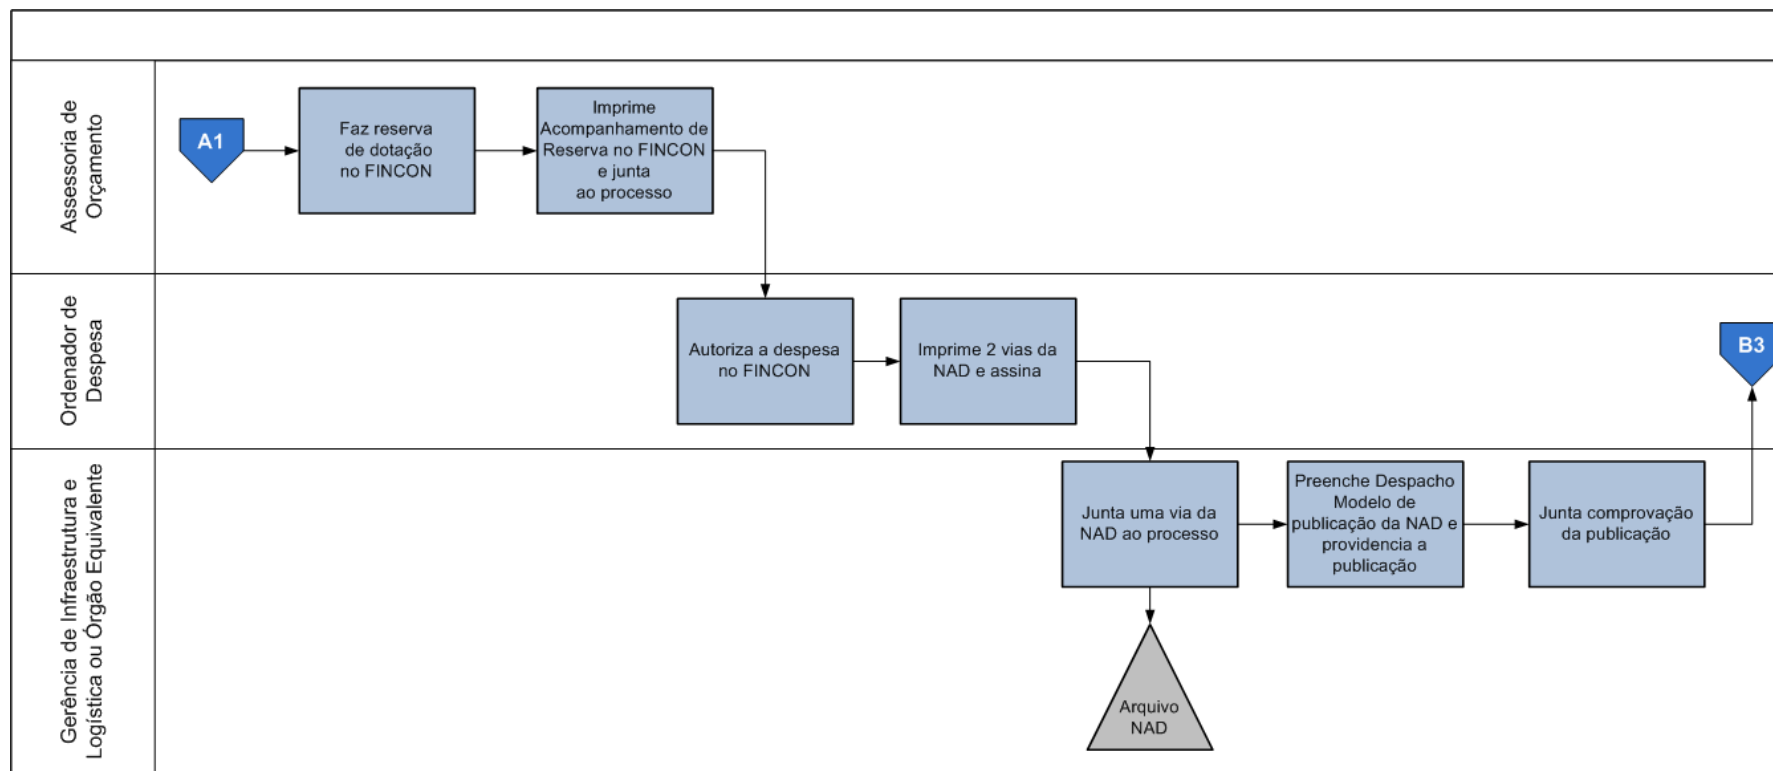 Assessoria de
Orçamento
A1
Faz reserva
de dotação
no FINCON
Imprime
Acompanhamento de
Reserva no FINCON
e junta
ao processo
Ordenador de
Despesa
Autoriza a despesa
no FINCON
Imprime 2 vias da
NAD e assina
B3
Gerência de Infraestrutura e
Logística ou Órgão Equivalente
Junta uma via da
NAD ao processo
Preenche Despacho
Modelo de
publicação da NAD e
providencia a
publicação
Junta comprovação
da publicação
Arquivo
NAD